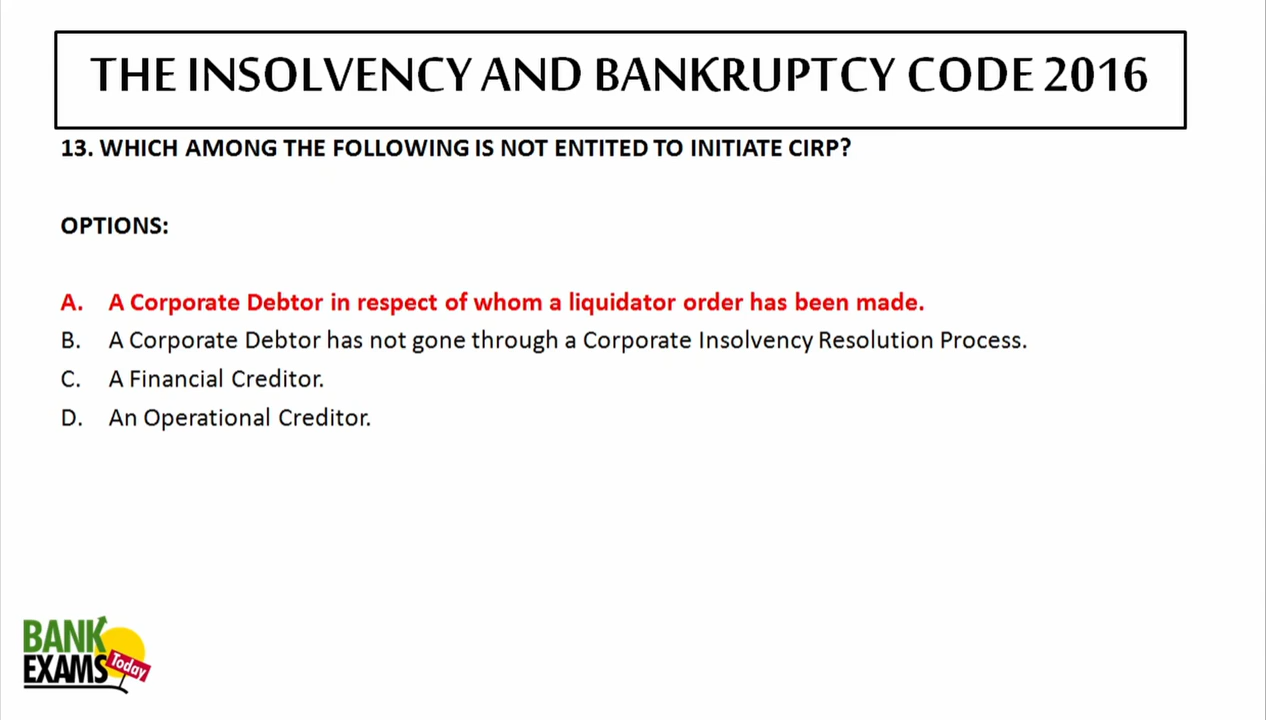 THE INSOLVENCY AND BANKRUPTCY CODE 2016
13. WHICH AMONG THE FOLLOWING IS NOT ENTITED TO INITIATE CIRP?
OPTIONS:
A. A Corporate Debtor in respect of whom a liquidator order has been made.
B. A Corporate Debtor has not gone through a Corporate Insolvency Resolution Process.
C. A Financial Creditor.
D. An Operational Creditor.
BANK
EXAMS
Today